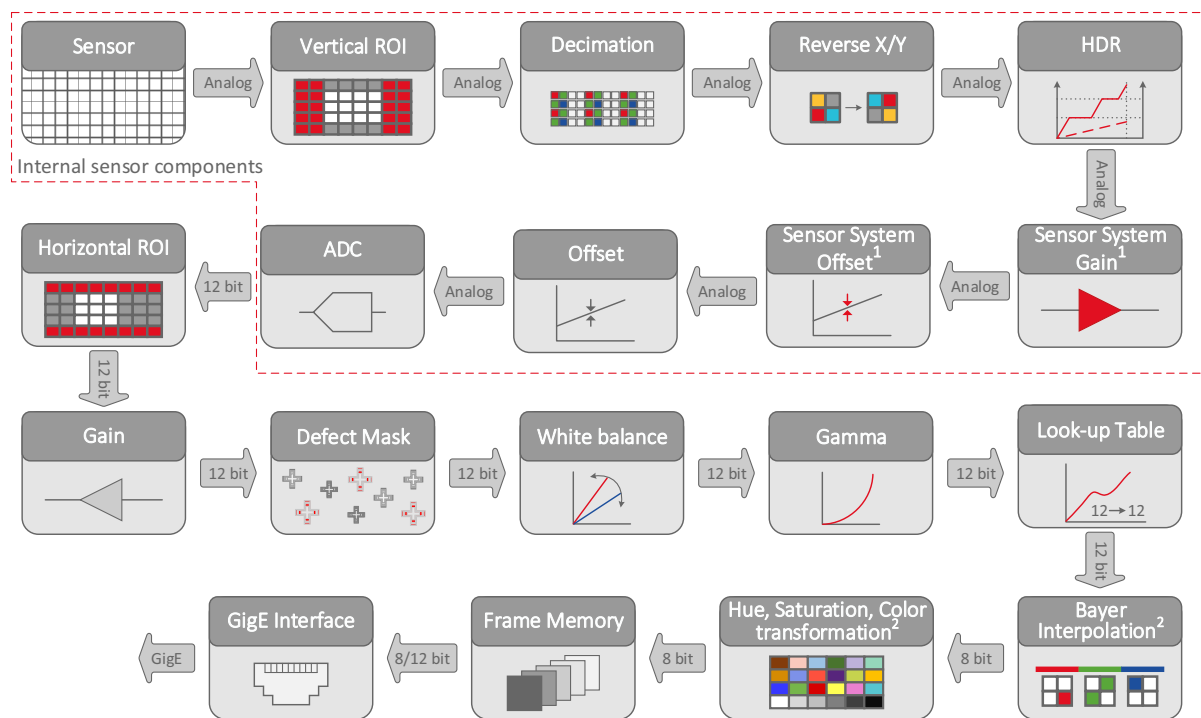 Sensor
Analog
Vertical ROI
Analog
Decimation
Analog
Reverse X/Y
Analog
HDR
Internal sensor components
Analog
Sensor System
Gain1
Analog
Sensor System
Offset1
Analog
Offset
Analog
ADC
12 bit
Horizontal ROI
12 bit
Gain
12 bit
Defect Mask
12 bit
White balance
12 bit
Gamma
12 bit
Look-up Table
12→12
12 bit
Bayer
Interpolation2
8 bit
Hue, Saturation, Color
transformation2
8 bit
Frame Memory
8/12 bit
GigE Interface
GigE